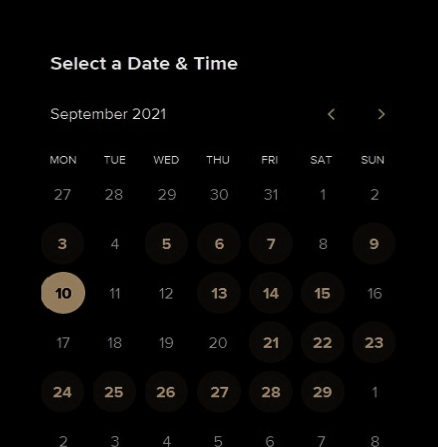 Select a Date & Time
September 2021
MON TUE WED THU FRI SAT SUN
27 28 29 30 31 1 2
3 4 5 6 7 8 9
10 11 12 13 14 15 16
17 18 19 20 21 22 23
24 25 26 27 28 29 1
2 3 4 5 6 7 8